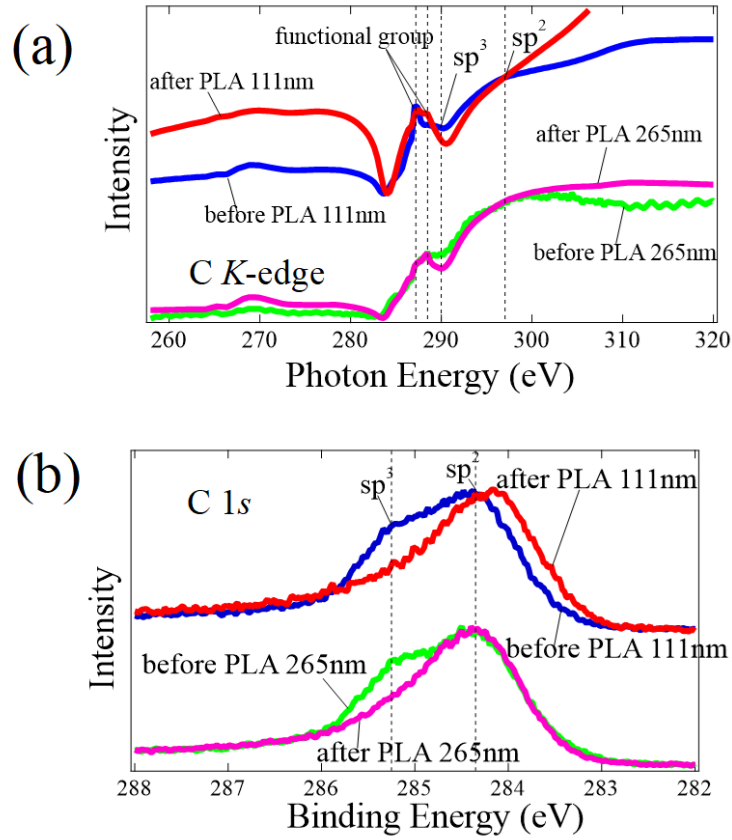 (a)
functional group
sp³
sp²
after PLA 111nm
after PLA 265nm
before PLA 111nm
before PLA 265nm
C K-edge
Intensity
260 270 280 290 300 310 320
Photon Energy (eV)
(b)
C 1s
sp³
sp²
after PLA 111nm
before PLA 265nm
before PLA 111nm
after PLA 265nm
Intensity
288 287 286 285 284 283 282
Binding Energy (eV)